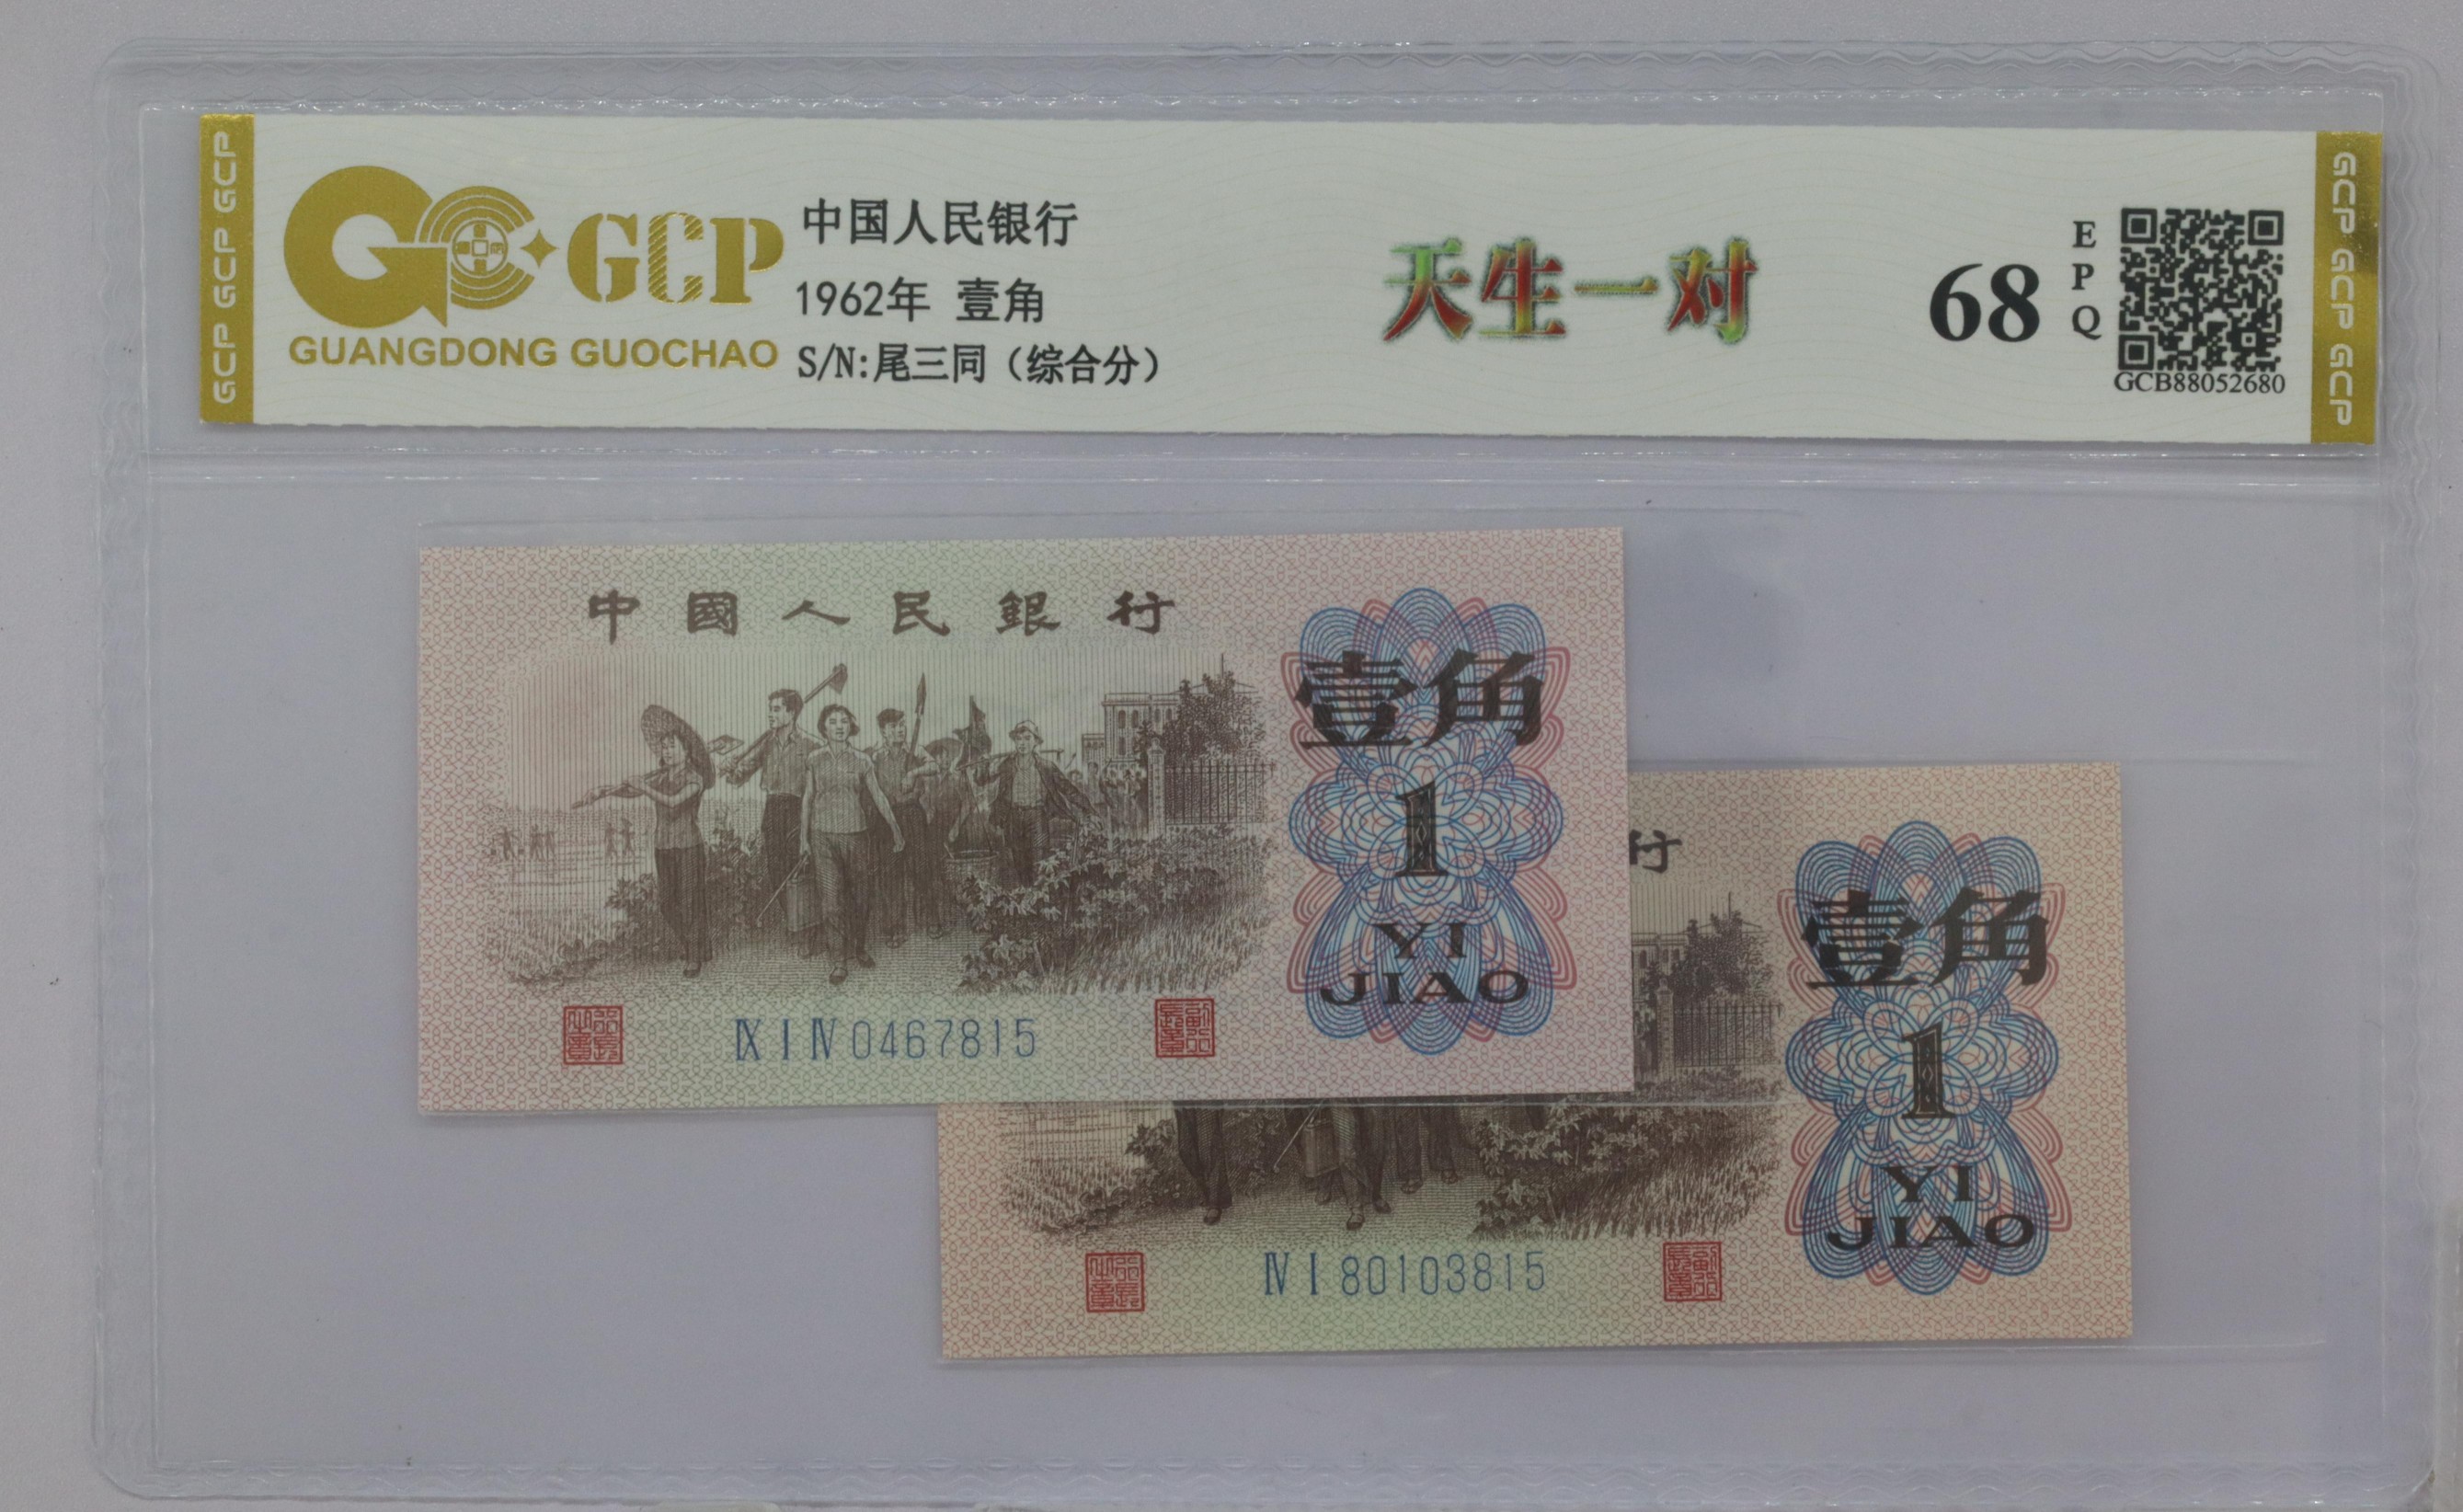 GCP GCP GCP
GCP
GUANGDONG GUOCHAO
中国人民银行
1962年 壹角
S/N:尾三同（综合分）
天生一对
68
EPQ
GCB88052680
GCP GCP GCP
中國人民銀行
壹角
1
YI
JIAO
ⅨⅠⅣ0467815
行
壹角
1
YI
JIAO
ⅣⅠ80103815